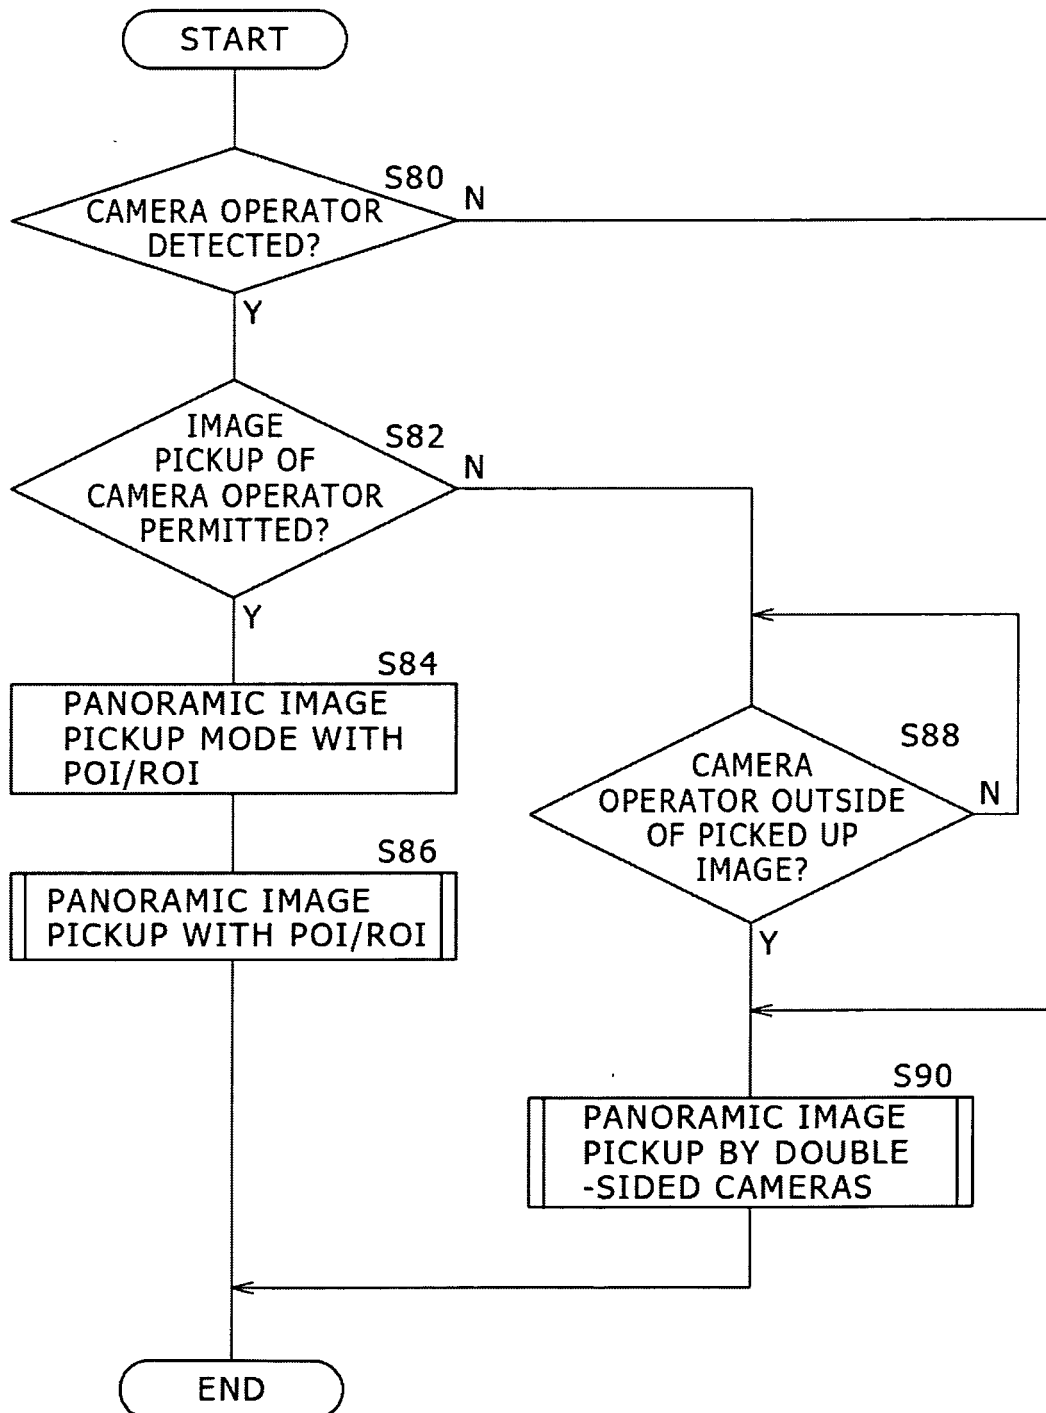 START
S80
N
CAMERA OPERATOR
DETECTED?
Y
IMAGE
PICKUP OF
CAMERA OPERATOR
PERMITTED?
S82
N
Y
S84
PANORAMIC IMAGE
PICKUP MODE WITH
POI/ROI
S86
PANORAMIC IMAGE
PICKUP WITH POI/ROI
S88
CAMERA
OPERATOR OUTSIDE
OF PICKED UP
IMAGE?
N
Y
S90
PANORAMIC IMAGE
PICKUP BY DOUBLE
-SIDED CAMERAS
END